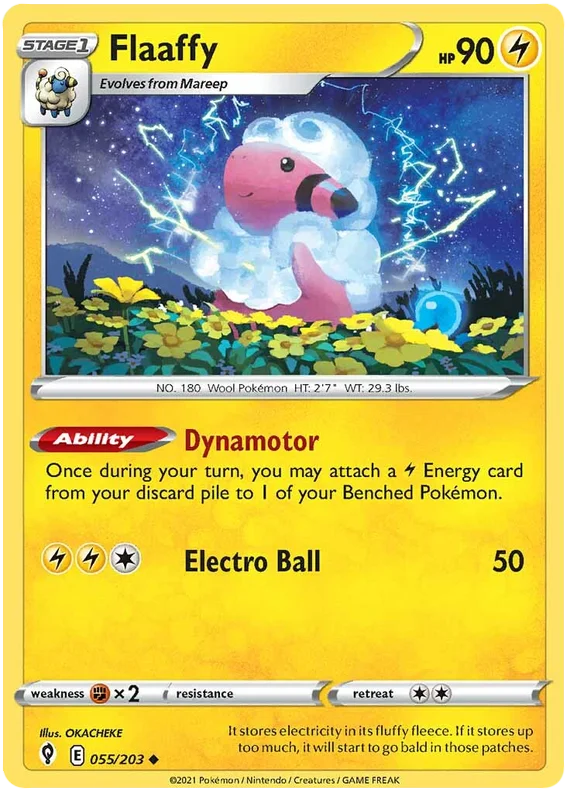 STAGE1
Flaaffy
HP 90
Evolves from Mareep
NO. 180 Wool Pokémon HT: 2'7" WT: 29.3 lbs.
Ability Dynamotor
Once during your turn, you may attach a Energy card
from your discard pile to 1 of your Benched Pokémon.
Electro Ball 50
weakness ×2 resistance retreat
Illus. OKACHEKE
It stores electricity in its fluffy fleece. If it stores up
too much, it will start to go bald in those patches.
E 055/203
©2021 Pokémon / Nintendo / Creatures / GAME FREAK